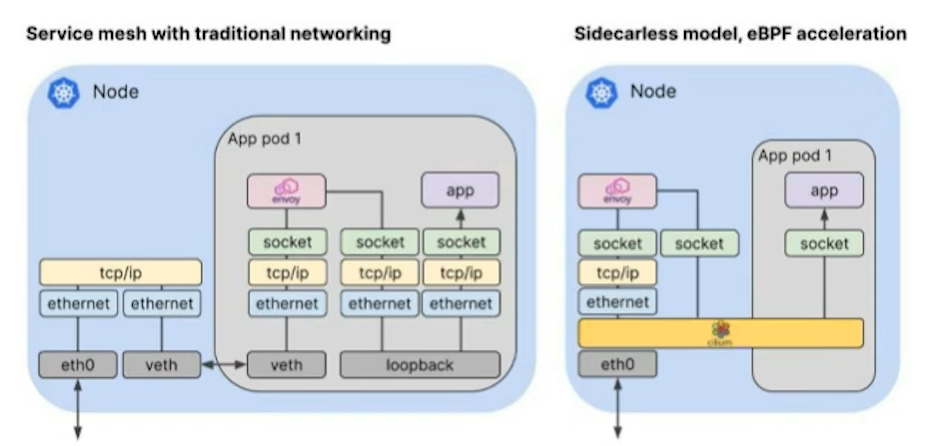 Service mesh with traditional networking
Node
App pod 1
envoy
app
socket
socket
socket
tcp/ip
tcp/ip
tcp/ip
tcp/ip
ethernet
ethernet
ethernet
ethernet
ethernet
eth0
veth
veth
loopback
Sidecarless model, eBPF acceleration
Node
App pod 1
envoy
app
socket
socket
socket
tcp/ip
ethernet
cilium
eth0